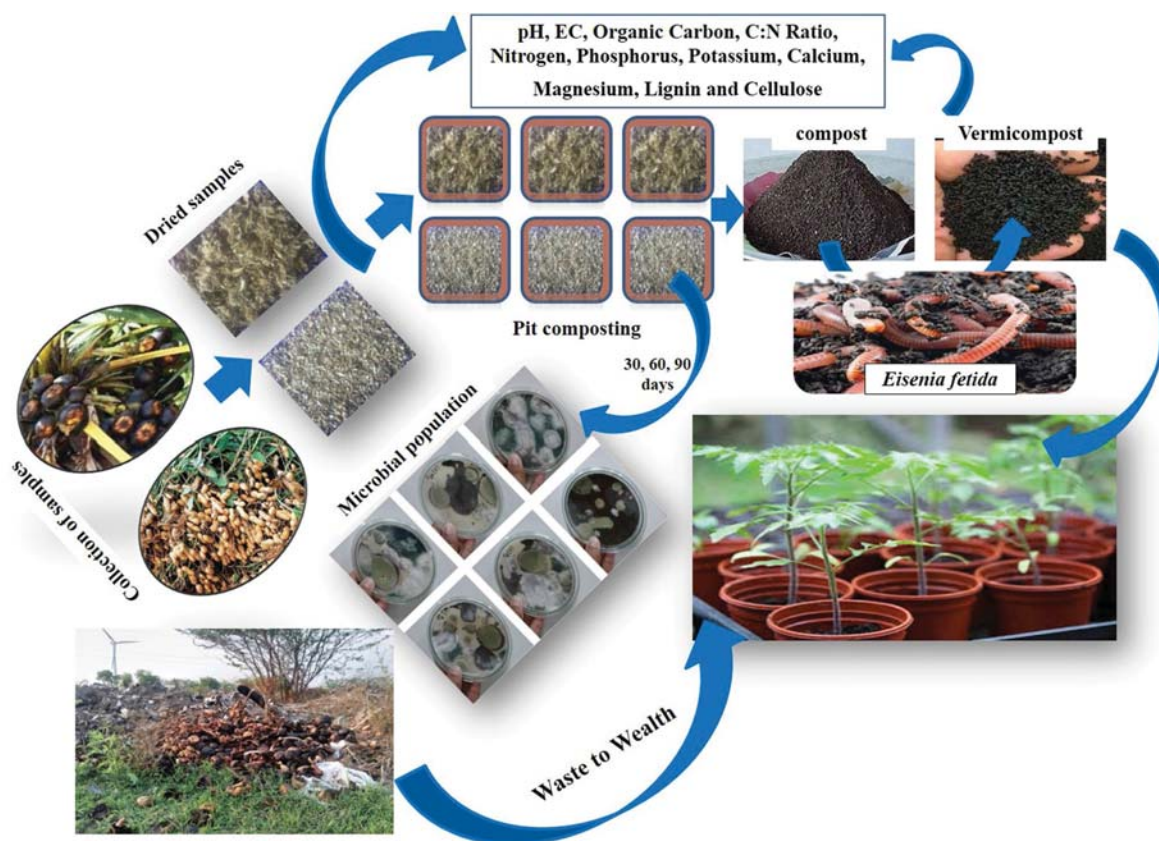 pH, EC, Organic Carbon, C:N Ratio,
Nitrogen, Phosphorus, Potassium, Calcium,
Magnesium, Lignin and Cellulose
compost
Vermicompost
Dried samples
Pit composting
Eisenia fetida
30, 60, 90
days
Microbial population
Collection of samples
Waste to Wealth